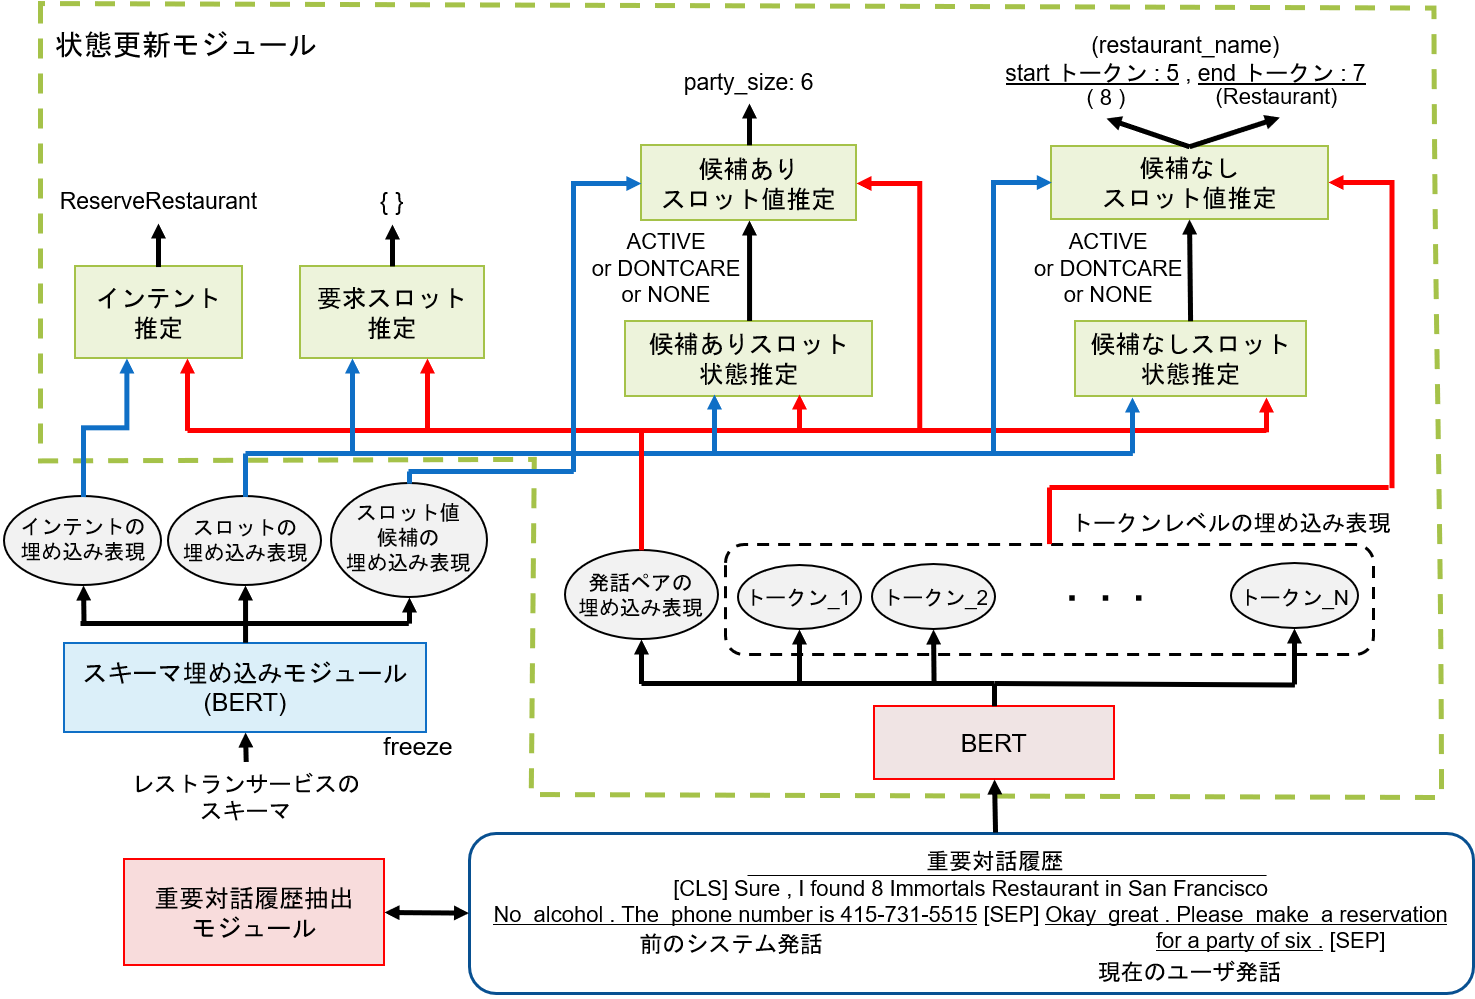 状態更新モジュール
(restaurant_name)
start トークン : 5 , end トークン : 7
( 8 )
(Restaurant)
party_size: 6
候補あり
スロット値推定
候補なし
スロット値推定
ReserveRestaurant
{ }
ACTIVE
or DONTCARE
or NONE
ACTIVE
or DONTCARE
or NONE
インテント
推定
要求スロット
推定
候補ありスロット
状態推定
候補なしスロット
状態推定
インテントの
埋め込み表現
スロットの
埋め込み表現
スロット値
候補の
埋め込み表現
トークンレベルの埋め込み表現
発話ペアの
埋め込み表現
トークン_1
トークン_2
・・・
トークン_N
スキーマ埋め込みモジュール
(BERT)
freeze
BERT
レストランサービスの
スキーマ
重要対話履歴抽出
モジュール
重要対話履歴
[CLS] Sure , I found 8 Immortals Restaurant in San Francisco
No alcohol . The phone number is 415-731-5515 [SEP] Okay great . Please make a reservation
for a party of six . [SEP]
前のシステム発話
現在のユーザ発話